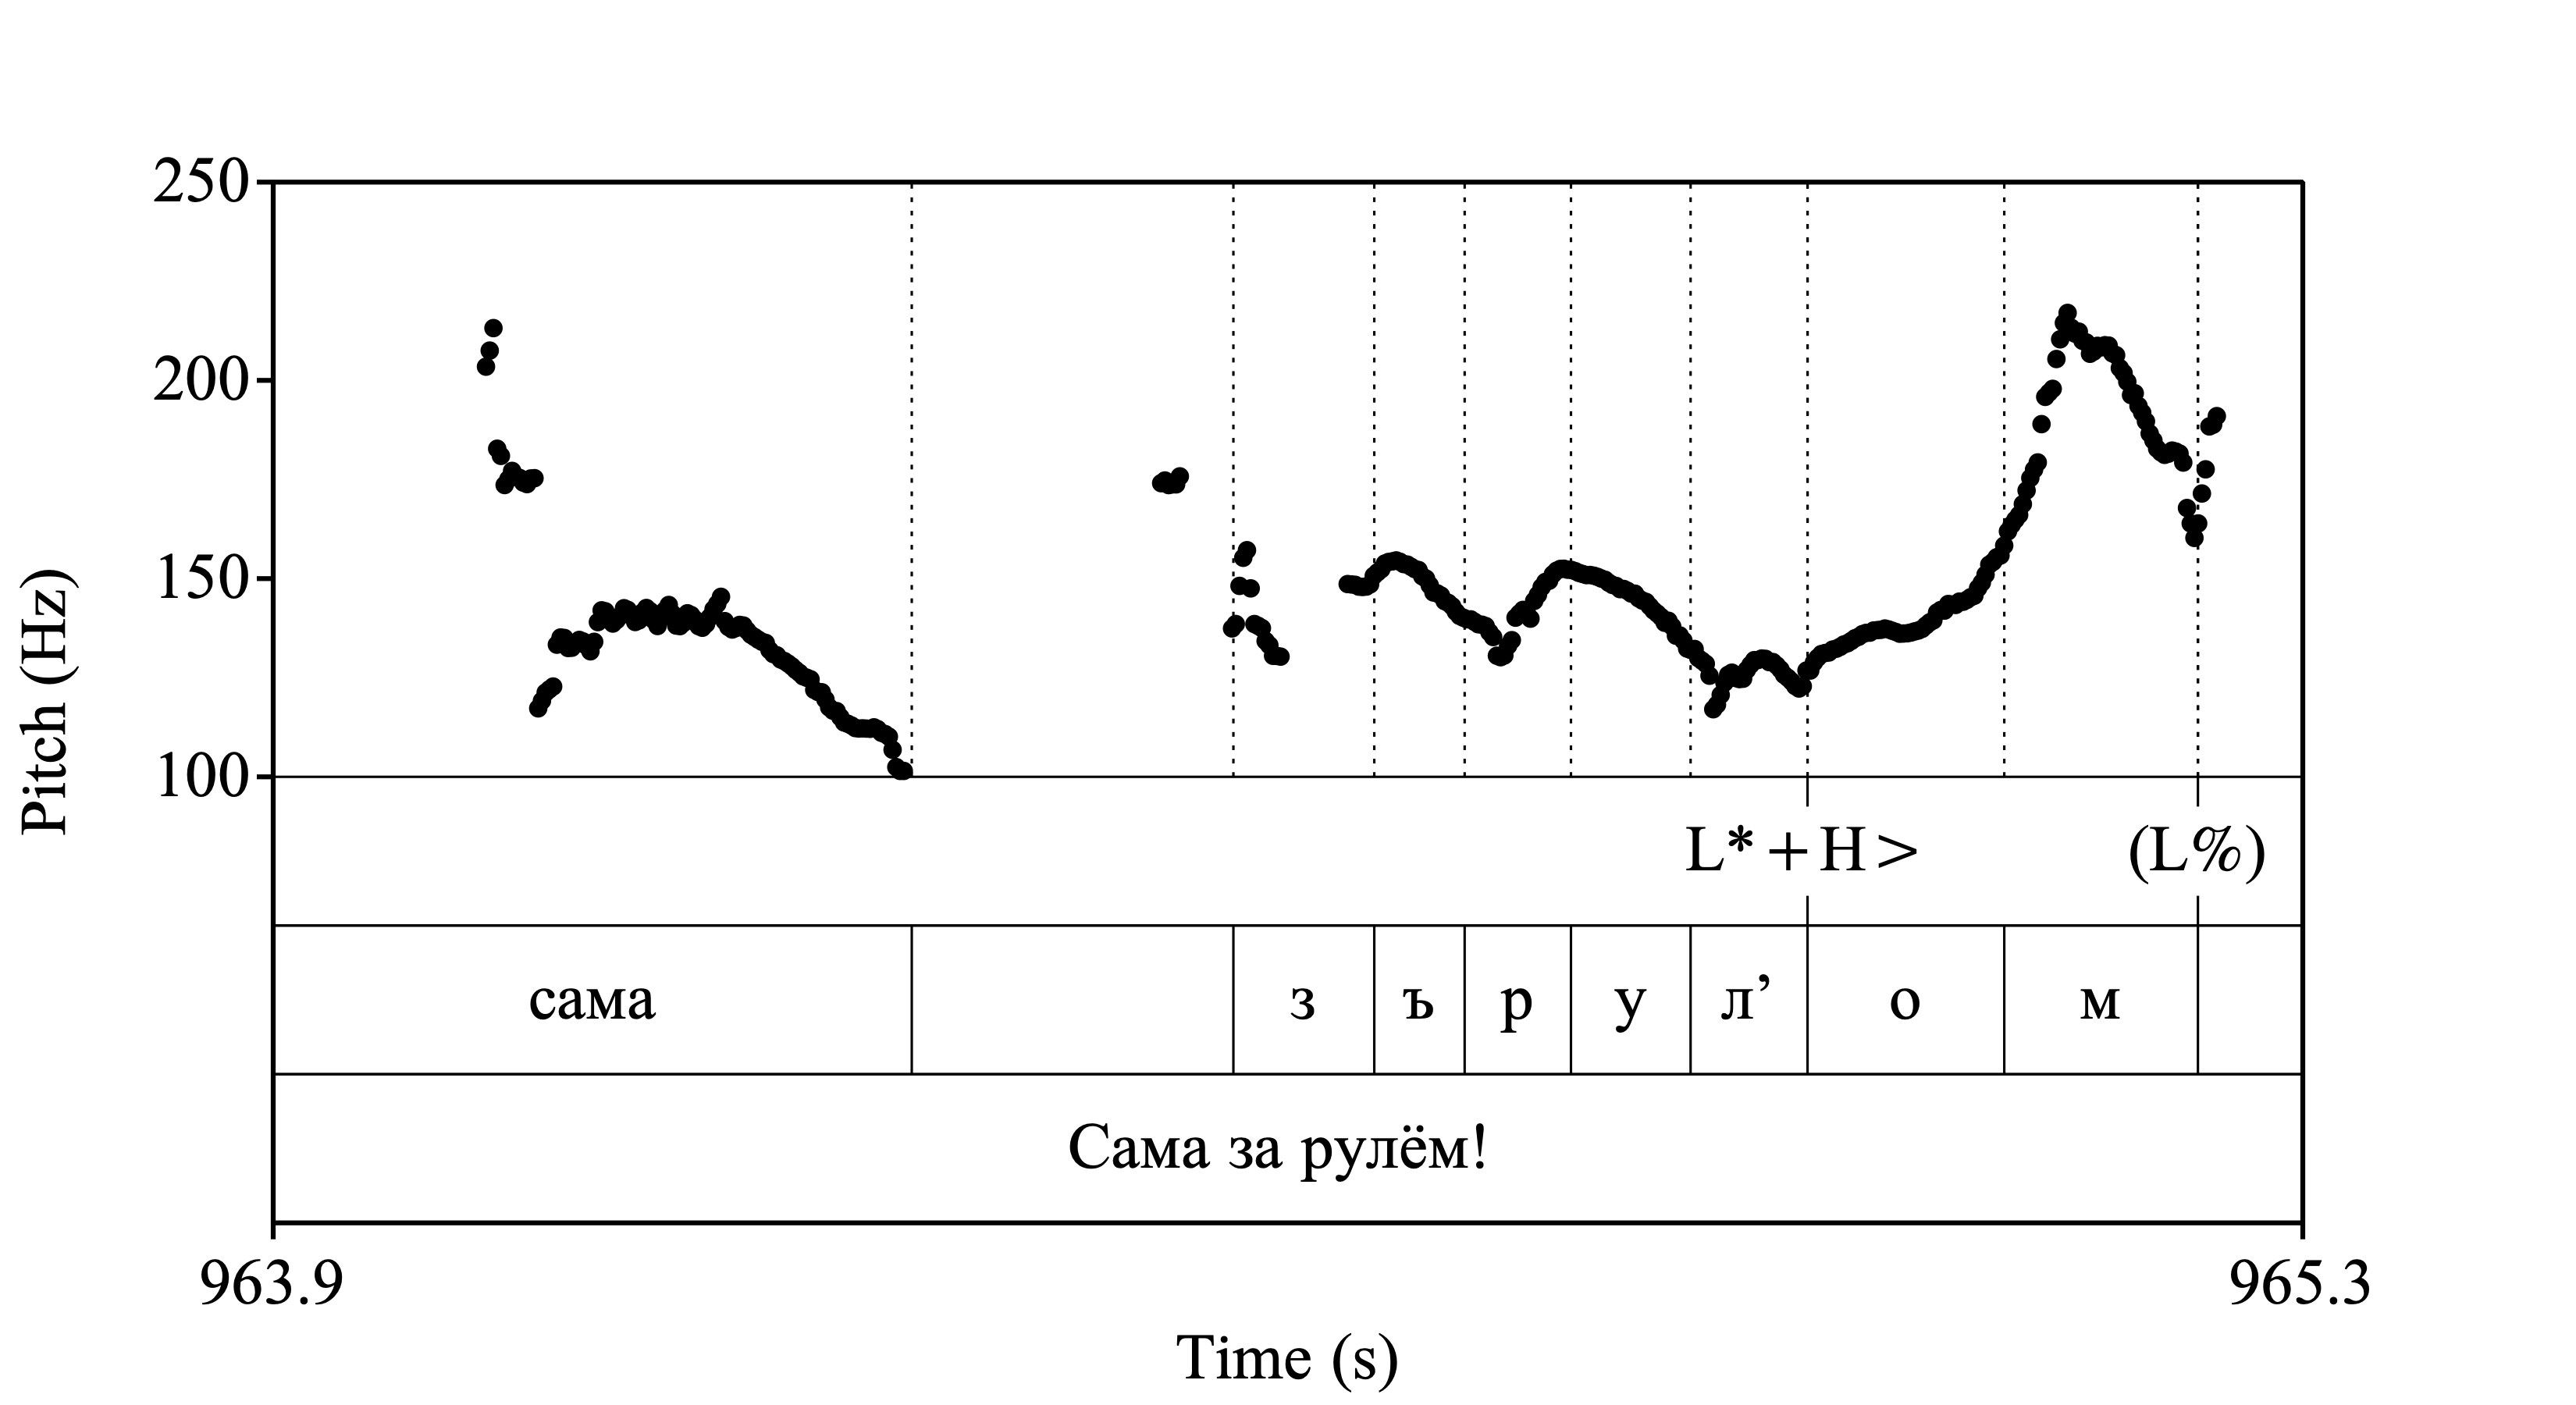 250
200
150
100
Pitch (Hz)
L*+H> (L%)
сама з ъ р у л’ о м
Сама за рулём!
963.9 965.3
Time (s)